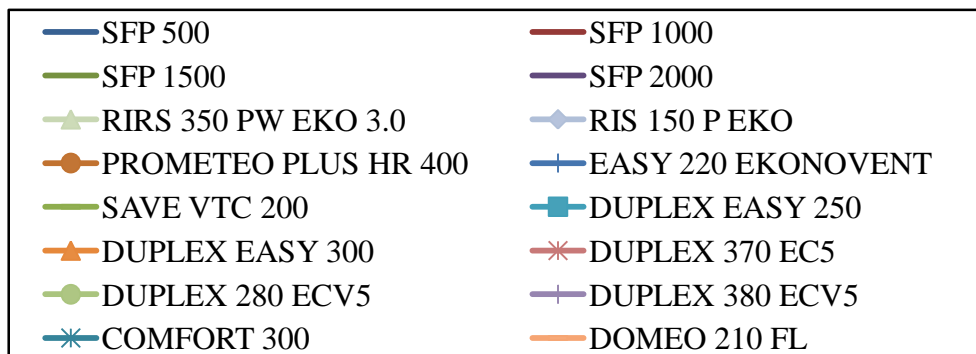 SFP 500 SFP 1000
SFP 1500 SFP 2000
RIRS 350 PW EKO 3.0 RIS 150 P EKO
PROMETEO PLUS HR 400 EASY 220 EKONOVENT
SAVE VTC 200 DUPLEX EASY 250
DUPLEX EASY 300 DUPLEX 370 EC5
DUPLEX 280 ECV5 DUPLEX 380 ECV5
COMFORT 300 DOMEO 210 FL